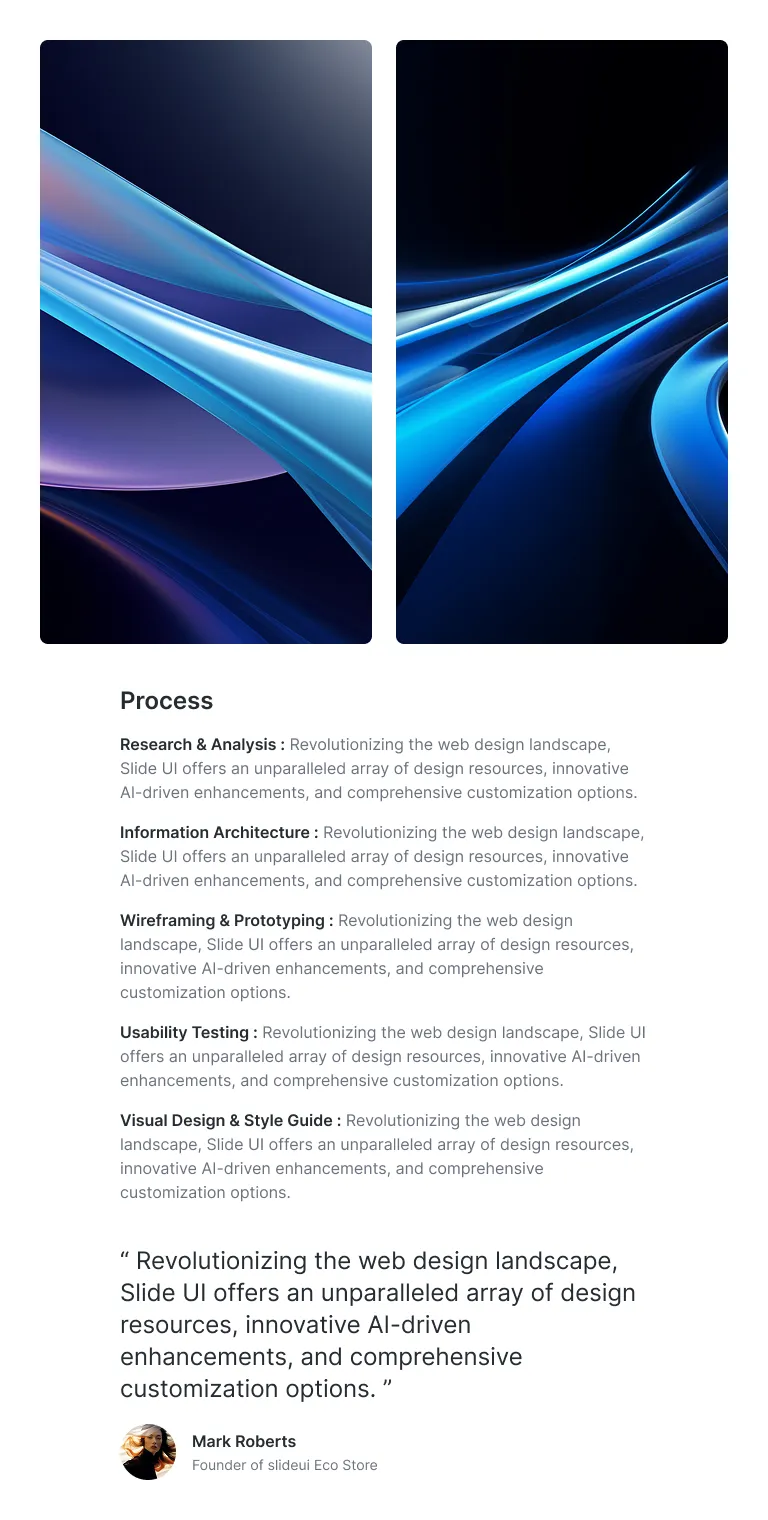 Process
Research & Analysis : Revolutionizing the web design landscape,
Slide UI offers an unparalleled array of design resources, innovative
AI-driven enhancements, and comprehensive customization options.
Information Architecture : Revolutionizing the web design landscape,
Slide UI offers an unparalleled array of design resources, innovative
AI-driven enhancements, and comprehensive customization options.
Wireframing & Prototyping : Revolutionizing the web design
landscape, Slide UI offers an unparalleled array of design resources,
innovative AI-driven enhancements, and comprehensive
customization options.
Usability Testing : Revolutionizing the web design landscape, Slide UI
offers an unparalleled array of design resources, innovative AI-driven
enhancements, and comprehensive customization options.
Visual Design & Style Guide : Revolutionizing the web design
landscape, Slide UI offers an unparalleled array of design resources,
innovative AI-driven enhancements, and comprehensive
customization options.
“ Revolutionizing the web design landscape,
Slide UI offers an unparalleled array of design
resources, innovative AI-driven
enhancements, and comprehensive
customization options. ”
Mark Roberts
Founder of slideui Eco Store